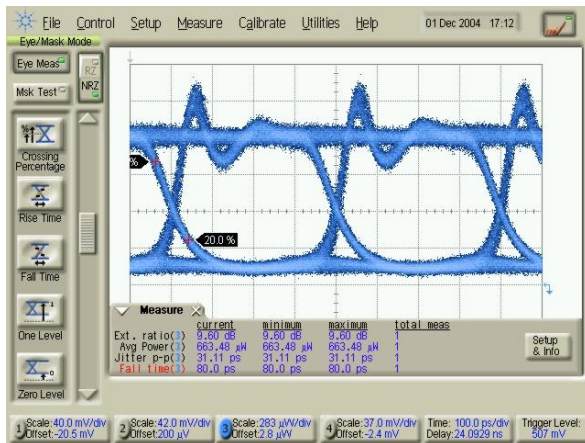 File Control Setup Measure Calibrate Utilities Help 01 Dec 2004 17:12
Eye/Mask Mode
Eye Meas
RZ
Msk Test
NRZ
Crossing Percentage
Rise Time
Fall Time
One Level
Zero Level
%
20.0 %
Measure
current minimum maximum total meas
Ext. ratio(3) 9.60 dB 9.60 dB 9.60 dB 1
Avg Power(3) 663.48 µW 663.48 µW 663.48 µW 1
Jitter p-p(3) 31.11 ps 31.11 ps 31.11 ps 1
Fall time(3) 80.0 ps 80.0 ps 80.0 ps 1
Setup
& Info
1 Scale:40.0 mV/div
Offset:-20.5 mV
2 Scale:42.0 mV/div
Offset:200 µV
3 Scale:283 µW/div
Offset:2.8 µW
4 Scale:37.0 mV/div
Offset:-2.4 mV
Time: 100.0 ps/div
Delay:24.0929 ns
Trigger Level:
507 mV